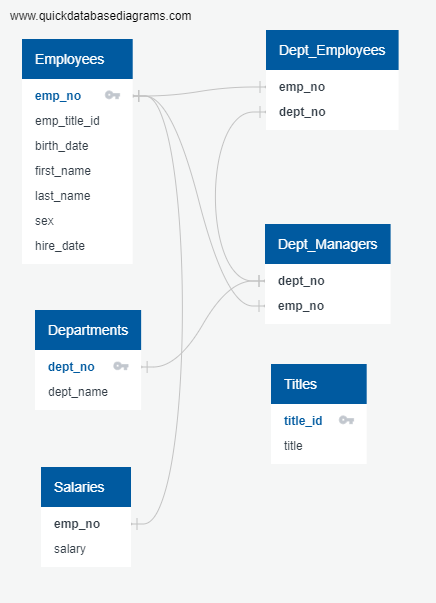 www.quickdatabasediagrams.com
Employees
emp_no
emp_title_id
birth_date
first_name
last_name
sex
hire_date
Dept_Employees
emp_no
dept_no
Dept_Managers
dept_no
emp_no
Departments
dept_no
dept_name
Titles
title_id
title
Salaries
emp_no
salary